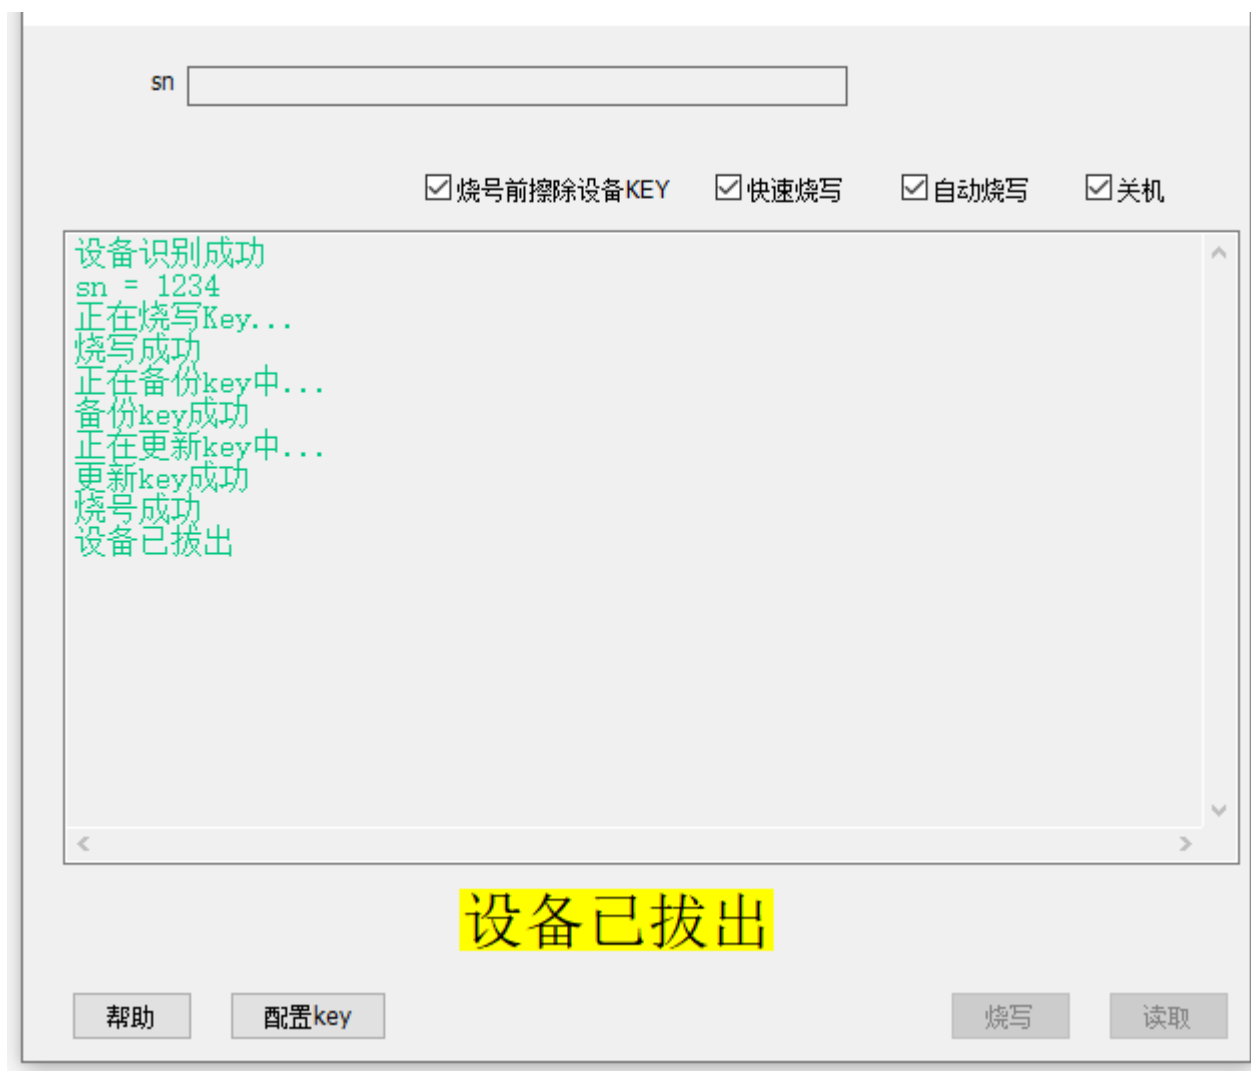 sn
烧号前擦除设备KEY 快速烧写 自动烧写 关机
设备识别成功
sn = 1234
正在烧写Key...
烧写成功
正在备份key中...
备份key成功
正在更新key中...
更新key成功
烧号成功
设备已拔出
设备已拔出
帮助 配置key 烧写 读取